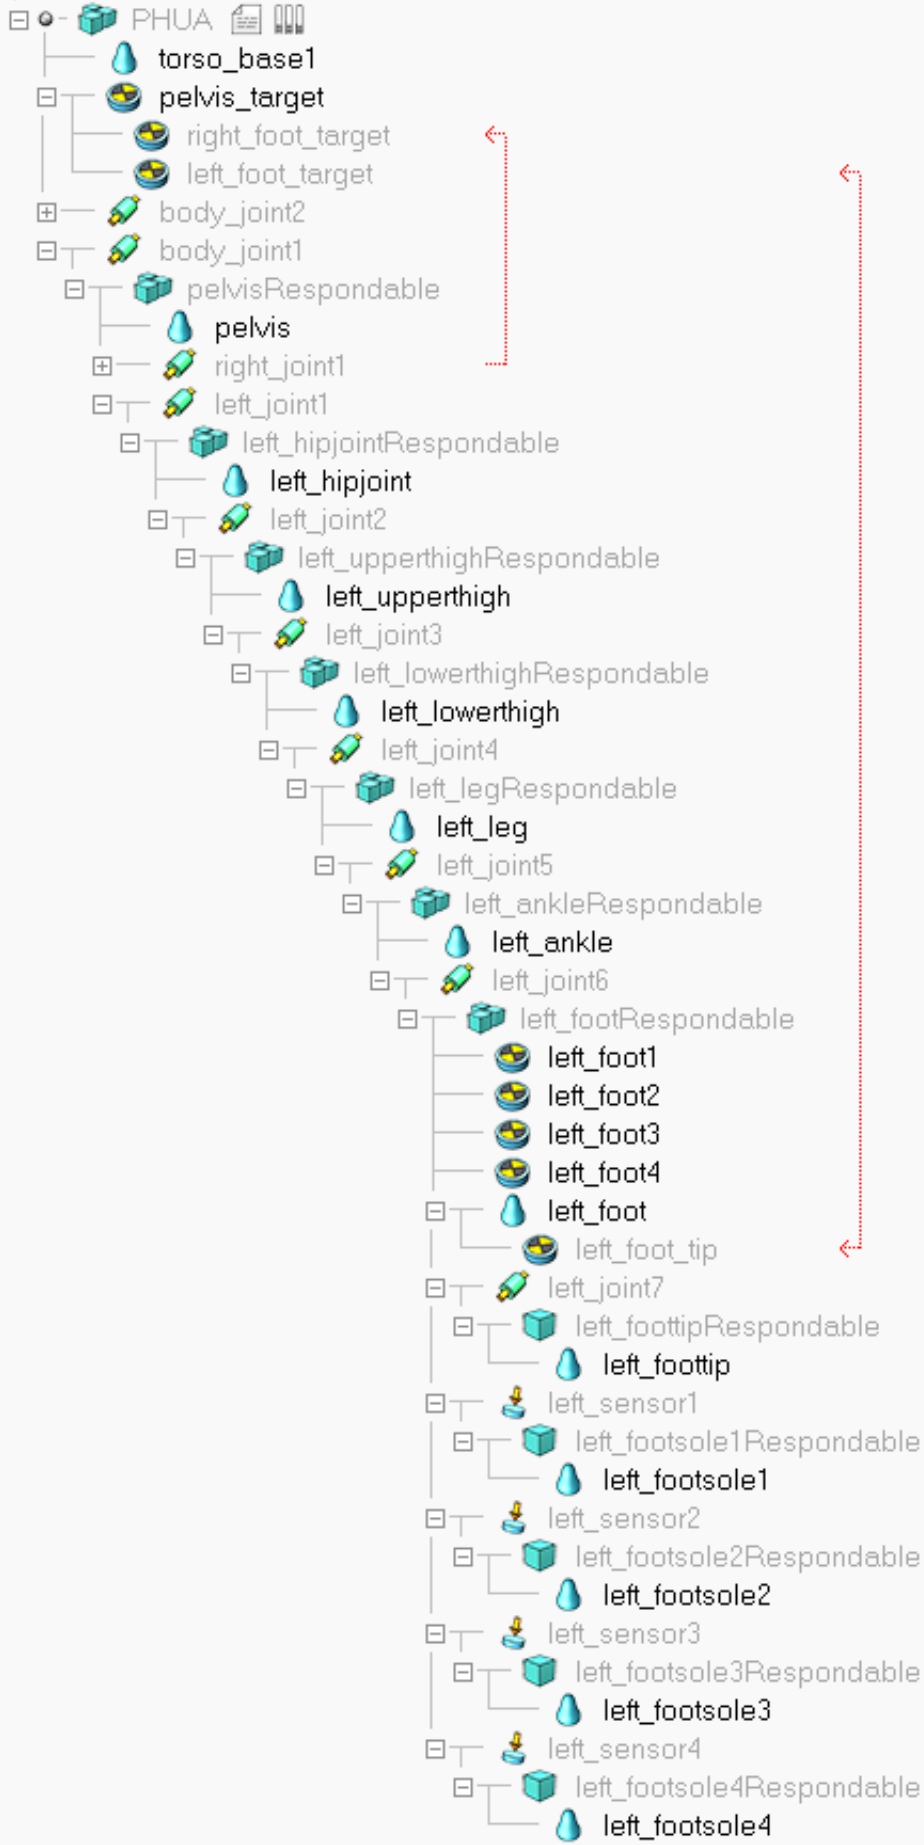 PHUA
torso_base1
pelvis_target
right_foot_target
left_foot_target
body_joint2
body_joint1
pelvisRespondable
pelvis
right_joint1
left_joint1
left_hipjointRespondable
left_hipjoint
left_joint2
left_upperthighRespondable
left_upperthigh
left_joint3
left_lowerthighRespondable
left_lowerthigh
left_joint4
left_legRespondable
left_leg
left_joint5
left_ankleRespondable
left_ankle
left_joint6
left_footRespondable
left_foot1
left_foot2
left_foot3
left_foot4
left_foot
left_foot_tip
left_joint7
left_foottipRespondable
left_foottip
left_sensor1
left_footsole1Respondable
left_footsole1
left_sensor2
left_footsole2Respondable
left_footsole2
left_sensor3
left_footsole3Respondable
left_footsole3
left_sensor4
left_footsole4Respondable
left_footsole4